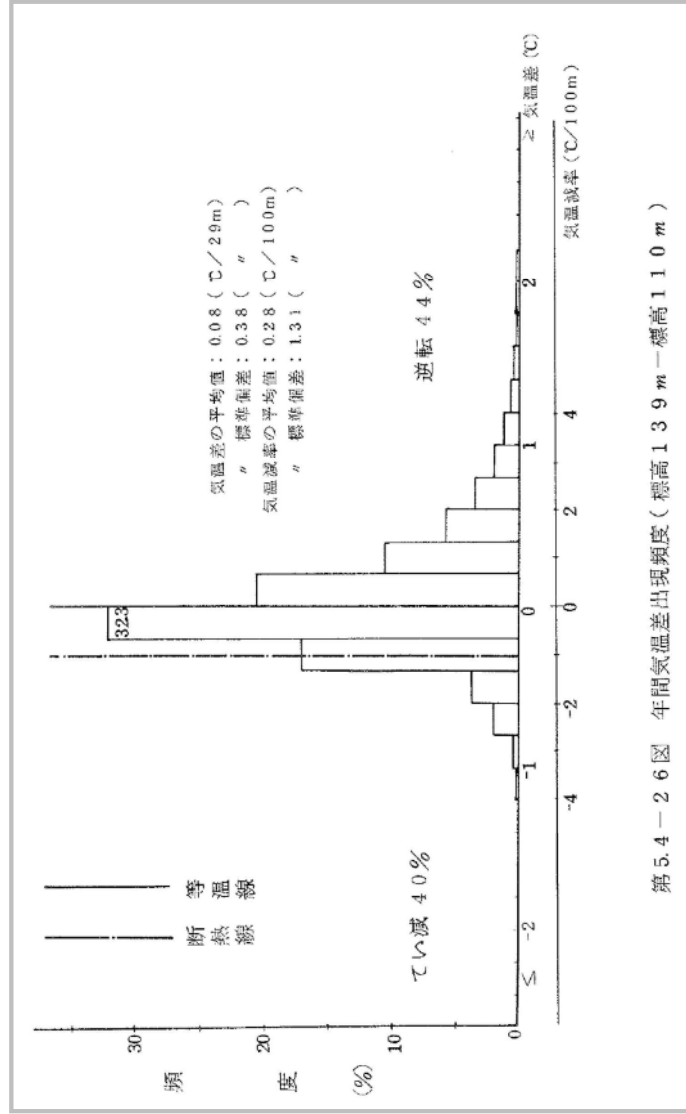 頻度 (%)
30
20
10
0
断熱線
等温線
てい減 40%
逆転 44%
32.3
気温差の平均値：0.08 (℃/29m)
〃 標準偏差：0.38 ( 〃 )
気温減率の平均値：0.28 (℃/100m)
〃 標準偏差：1.31 ( 〃 )
≤ -2 -1 0 1 2 ≥ 気温差 (℃)
-4 -2 0 2 4 気温減率 (℃/100m)
第5.4－26図 年間気温差出現頻度 (標高139m－標高110m)